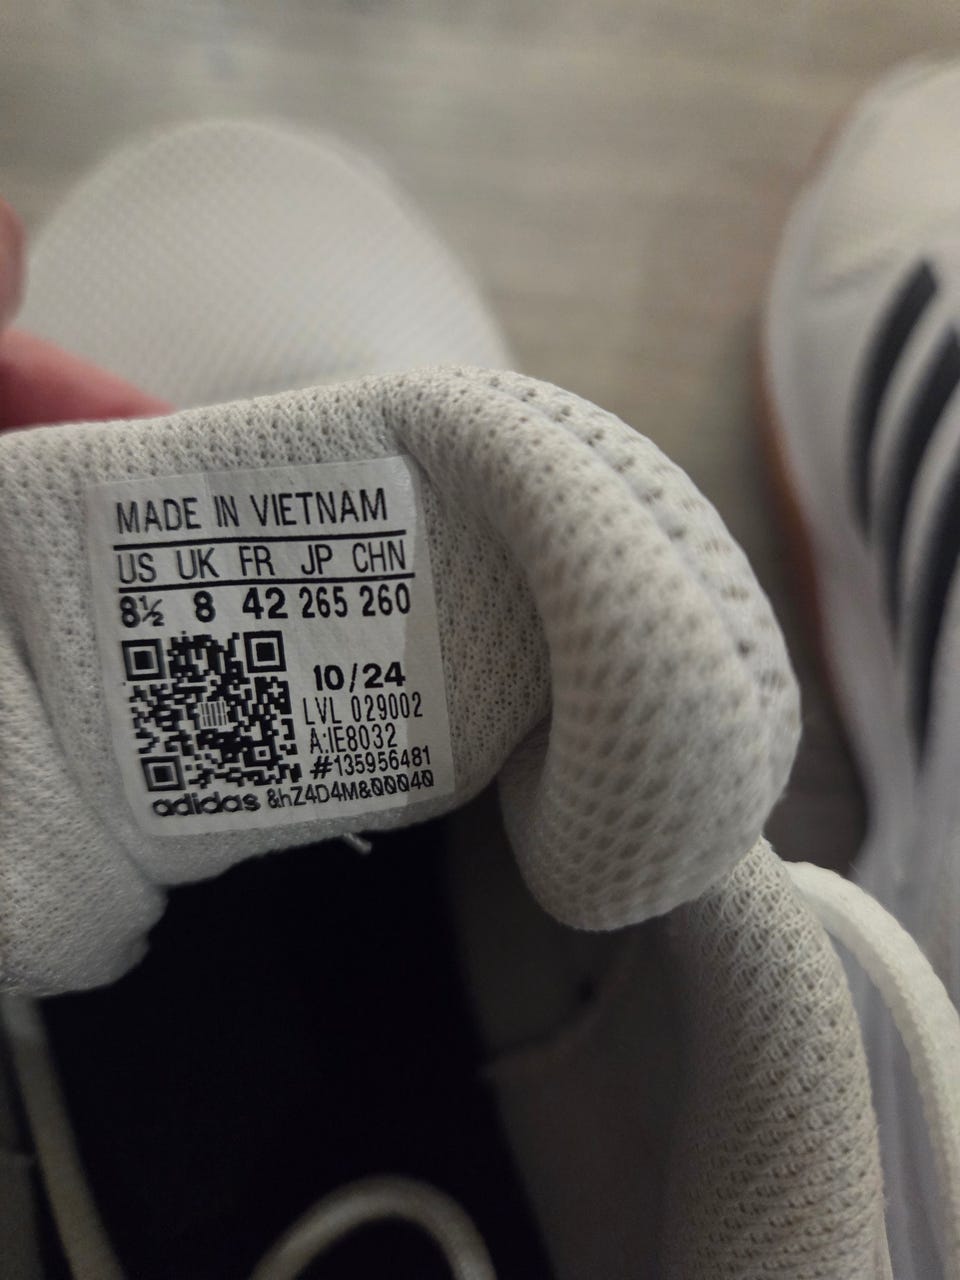 MADE IN VIETNAM
US UK FR JP CHN
8½ 8 42 265 260
10/24
LVL 029002
A:IE8032
#135956481
adidas &hZ4D4M&00040